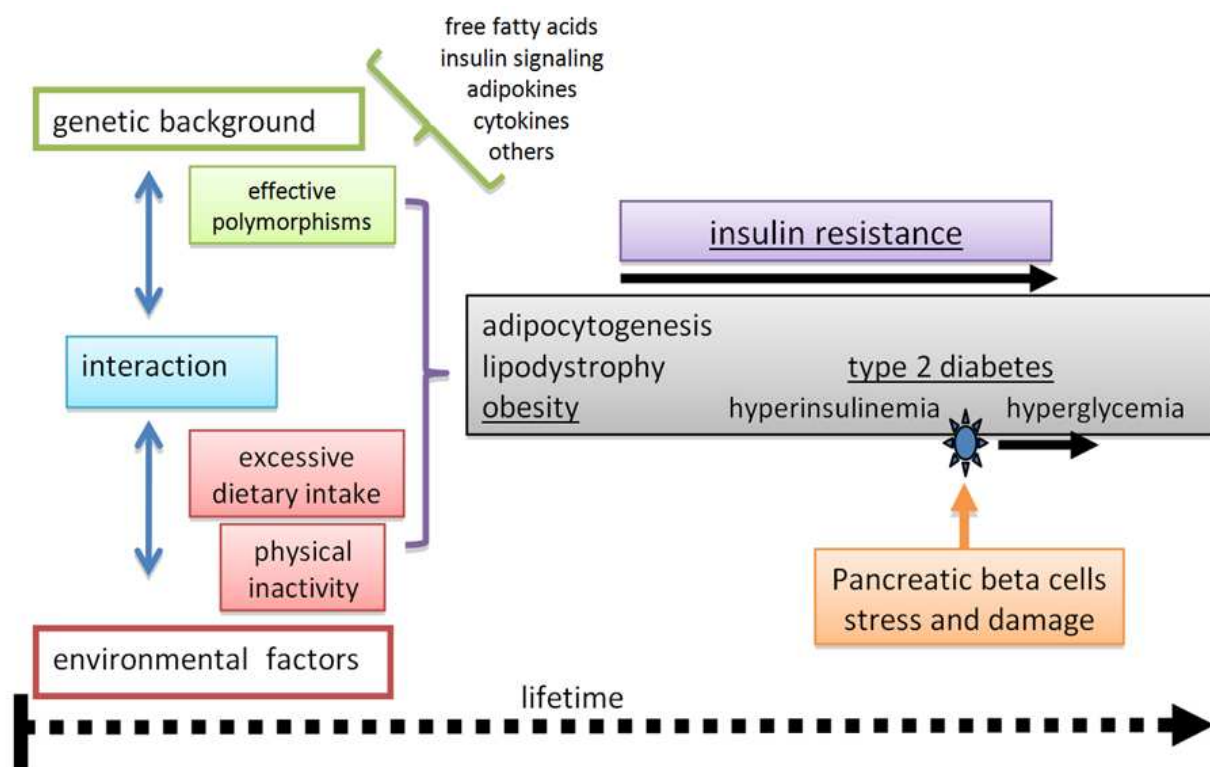 free fatty acids
insulin signaling
adipokines
cytokines
others
genetic background
effective
polymorphisms
insulin resistance
interaction
adipocytogenesis
lipodystrophy
obesity
type 2 diabetes
hyperinsulinemia
hyperglycemia
excessive
dietary intake
physical
inactivity
Pancreatic beta cells
stress and damage
environmental factors
lifetime